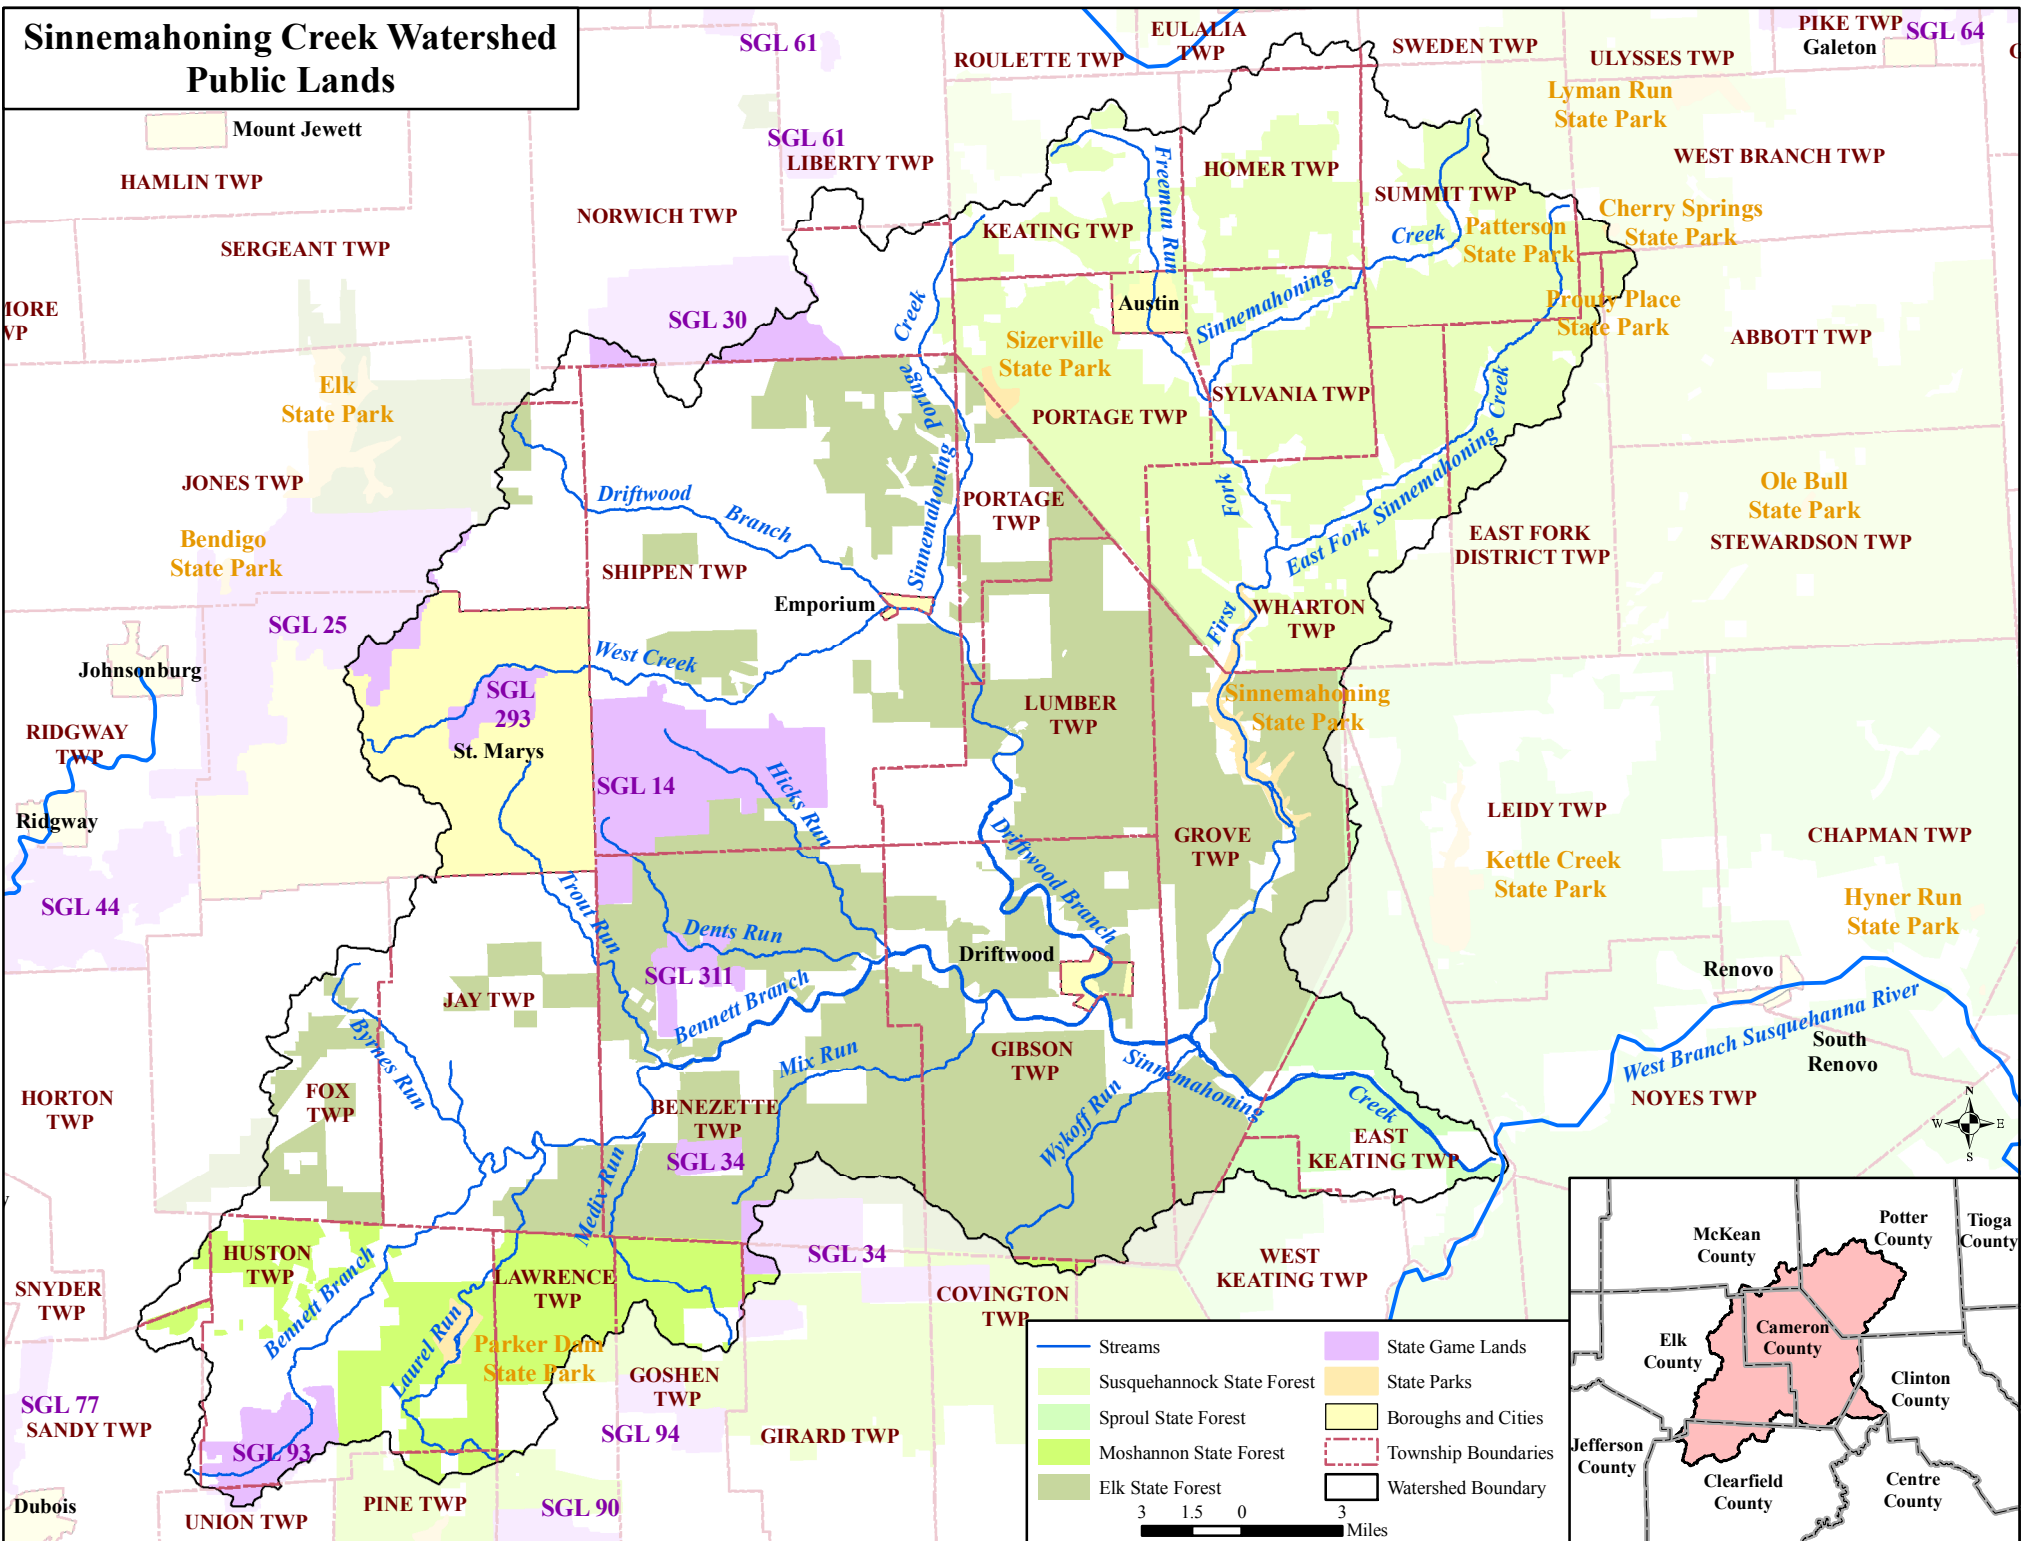 Sinnemahoning Creek Watershed
Public Lands
SGL 61
ROULETTE TWP
EULALIA
TWP
SWEDEN TWP
ULYSSES TWP
PIKE TWP
Galeton
SGL 64
Lyman Run
State Park
Mount Jewett
SGL 61
LIBERTY TWP
HAMLIN TWP
NORWICH TWP
Freeman Run
HOMER TWP
SUMMIT TWP
WEST BRANCH TWP
SERGEANT TWP
KEATING TWP
Creek
Patterson
State Park
Cherry Springs
State Park
MORE
WP
SGL 30
Creek
Austin
Sinnemahoning
Prouty Place
State Park
ABBOTT TWP
Sizerville
State Park
Elk
State Park
Portage
PORTAGE TWP
SYLVANIA TWP
Creek
JONES TWP
Driftwood
Branch
Sinnemahoning
PORTAGE
TWP
Fork
East Fork Sinnemahoning
Ole Bull
State Park
STEWARDSON TWP
EAST FORK
DISTRICT TWP
Bendigo
State Park
SHIPPEN TWP
Emporium
First
WHARTON
TWP
SGL 25
Johnsonburg
West Creek
SGL
293
St. Marys
LUMBER
TWP
Sinnemahoning
State Park
RIDGWAY
TWP
SGL 14
Hicks Run
Ridgway
Driftwood Branch
GROVE
TWP
LEIDY TWP
CHAPMAN TWP
Kettle Creek
State Park
SGL 44
Trout Run
Dents Run
Driftwood
Hyner Run
State Park
Renovo
SGL 311
JAY TWP
Bennett Branch
West Branch Susquehanna River
South
Renovo
NOYES TWP
Byrnes Run
Mix Run
GIBSON
TWP
Sinnemahoning
Creek
HORTON
TWP
FOX
TWP
BENEZETTE
TWP
Wykoff Run
EAST
KEATING TWP
SGL 34
Medix Run
N
W
E
S
HUSTON
TWP
SGL 34
WEST
KEATING TWP
SNYDER
TWP
Bennett Branch
LAWRENCE
TWP
COVINGTON
TWP
Laurel Run
Parker Dam
State Park
GOSHEN
TWP
SGL 77
SANDY TWP
SGL 93
SGL 94
GIRARD TWP
Dubois
UNION TWP
PINE TWP
SGL 90
Streams
Susquehannock State Forest
Sproul State Forest
Moshannon State Forest
Elk State Forest
State Game Lands
State Parks
Boroughs and Cities
Township Boundaries
Watershed Boundary
3
1.5
0
3
Miles
McKean
County
Potter
County
Tioga
County
Elk
County
Cameron
County
Clinton
County
Jefferson
County
Clearfield
County
Centre
County